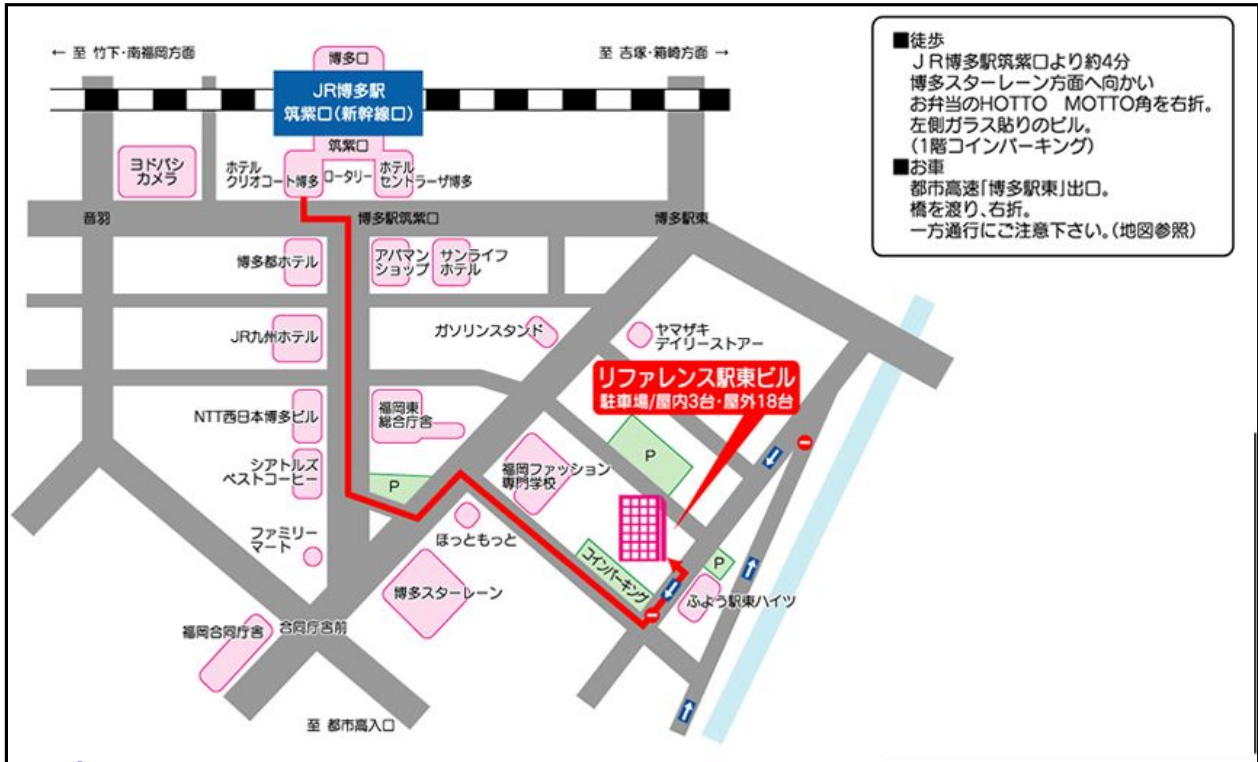 ← 至 竹下・南福岡方面
至 吉塚・箱崎方面 →
博多口
JR博多駅
筑紫口(新幹線口)
筑紫口
ヨドバシ
カメラ
ホテル
クリオコート博多
ロータリー
ホテル
セントラーザ博多
音羽
博多駅筑紫口
博多駅東
博多都ホテル
アパマン
ショップ
サンライフ
ホテル
JR九州ホテル
ガソリンスタンド
ヤマザキ
デイリーストアー
リファレンス駅東ビル
駐車場/屋内3台・屋外18台
NTT西日本博多ビル
福岡東
総合庁舎
シアトルズ
ベストコーヒー
P
福岡ファッション
専門学校
P
ファミリー
マート
ほっともっと
コインパーキング
P
博多スターレーン
ふよう駅東ハイツ
福岡合同庁舎
合同庁舎前
至 都市高入口
■徒歩
JR博多駅筑紫口より約4分
博多スターレーン方面へ向かい
お弁当のHOTTO MOTTO角を右折。
左側ガラス貼りのビル。
(1階コインパーキング)
■お車
都市高速「博多駅東」出口。
橋を渡り、右折。
一方通行にご注意下さい。(地図参照)